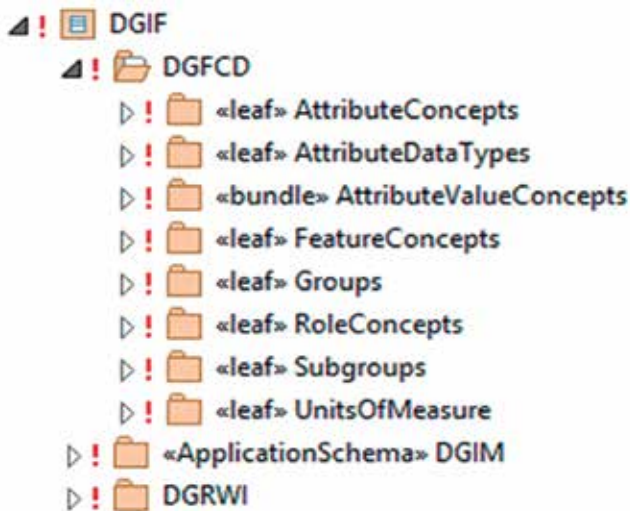 ! DGIF
! DGFCD
! «leaf» AttributeConcepts
! «leaf» AttributeDataTypes
! «bundle» AttributeValueConcepts
! «leaf» FeatureConcepts
! «leaf» Groups
! «leaf» RoleConcepts
! «leaf» Subgroups
! «leaf» UnitsOfMeasure
! «ApplicationSchema» DGIM
! DGRWI